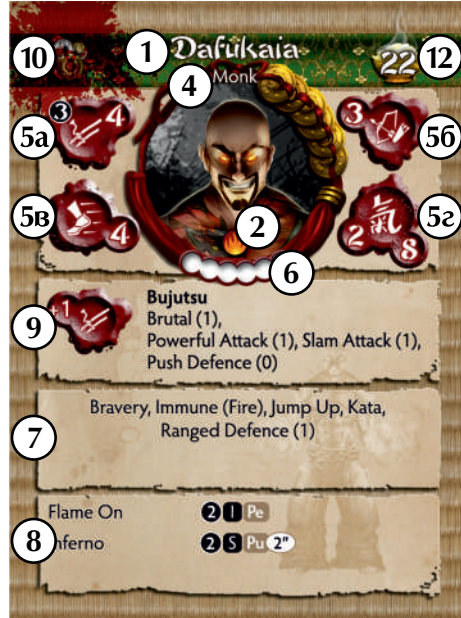 10 1 Dafukaia 22 12
4 Monk
5а 3 4 3 5б
5в 4 2 氣 2 8 5г
6
9 +1 Bujutsu
Brutal (1),
Powerful Attack (1), Slam Attack (1),
Push Defence (0)
7 Bravery, Immune (Fire), Jump Up, Kata,
Ranged Defence (1)
Flame On 2 I Pe
8 Inferno 2 S Pu 2"